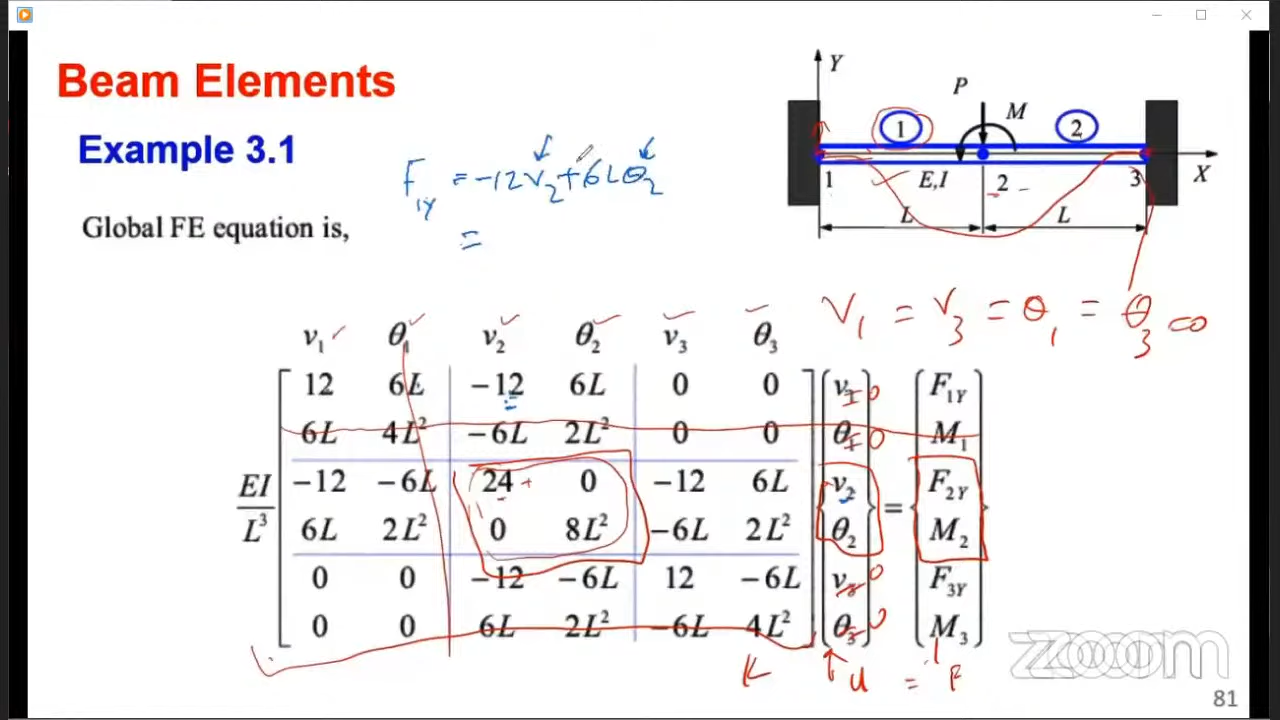 Beam Elements
Example 3.1
Global FE equation is,
F1Y = -12v2 + 6Lθ2
=
Y
P
M
1
2
1
E,I
2
3
X
L
L
V1 = V3 = θ1 = θ3 = 0
v1 θ1 v2 θ2 v3 θ3
12 6L -12 6L 0 0 v1 0 F1Y
6L 4L² -6L 2L² 0 0 θ1 0 M1
-12 -6L 24 0 -12 6L v2 F2Y
EI/L³ =
6L 2L² 0 8L² -6L 2L² θ2 M2
0 0 -12 -6L 12 -6L v3 0 F3Y
0 0 6L 2L² -6L 4L² θ3 0 M3
K U = F
zoom
81